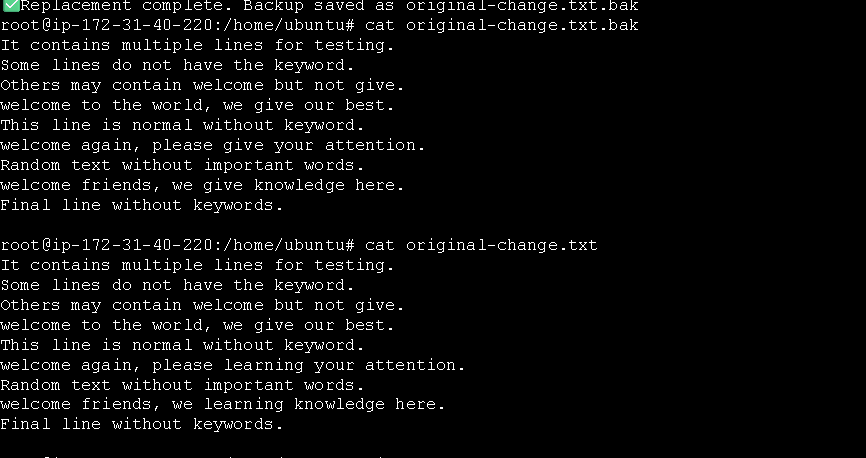 ✅Replacement complete. Backup saved as original-change.txt.bak
root@ip-172-31-40-220:/home/ubuntu# cat original-change.txt.bak
It contains multiple lines for testing.
Some lines do not have the keyword.
Others may contain welcome but not give.
welcome to the world, we give our best.
This line is normal without keyword.
welcome again, please give your attention.
Random text without important words.
welcome friends, we give knowledge here.
Final line without keywords.
root@ip-172-31-40-220:/home/ubuntu# cat original-change.txt
It contains multiple lines for testing.
Some lines do not have the keyword.
Others may contain welcome but not give.
welcome to the world, we give our best.
This line is normal without keyword.
welcome again, please learning your attention.
Random text without important words.
welcome friends, we learning knowledge here.
Final line without keywords.